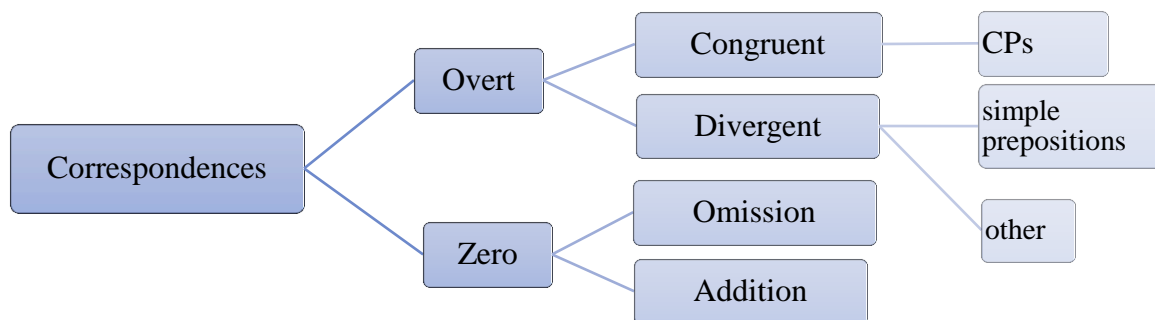 Correspondences
Overt
Zero
Congruent
Divergent
Omission
Addition
CPs
simple
prepositions
other